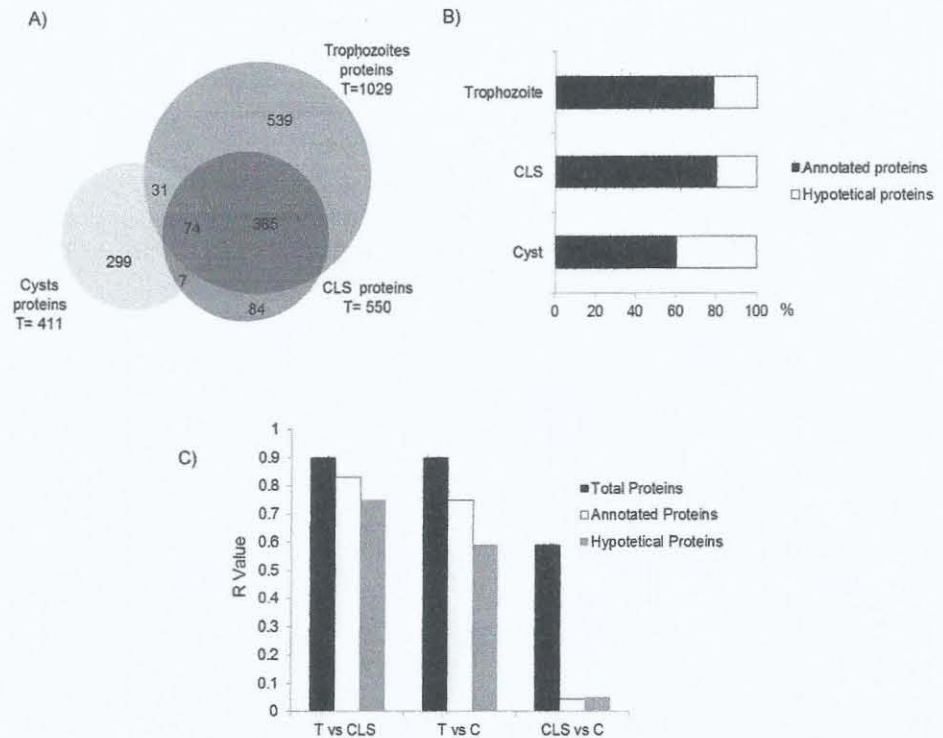 A)
Trophozoites
proteins
T=1029
539
31
74
365
299
7
84
Cysts
proteins
T= 411
CLS proteins
T= 550
B)
Trophozoite
CLS
Cyst
0 20 40 60 80 100 %
Annotated proteins
Hypotetical proteins
C)
1
0.9
0.8
0.7
0.6
0.5
0.4
0.3
0.2
0.1
0
R Value
T vs CLS T vs C CLS vs C
Total Proteins
Annotated Proteins
Hypotetical Proteins